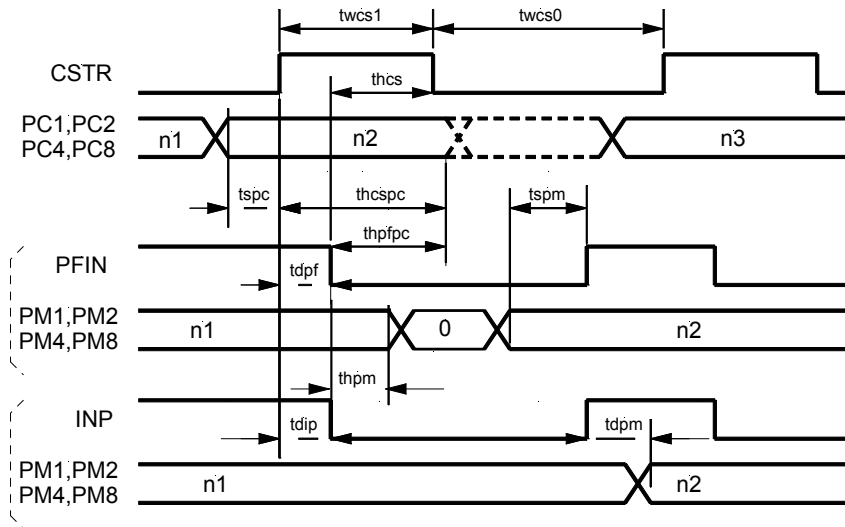 twcs1 twcs0
CSTR thcs
PC1,PC2
PC4,PC8 n1 n2 n3
tspc thcspc tspm
thpfpc
PFIN tdpf
PM1,PM2
PM4,PM8 n1 0 n2
thpm
INP tdip tdpm
PM1,PM2
PM4,PM8 n1 n2